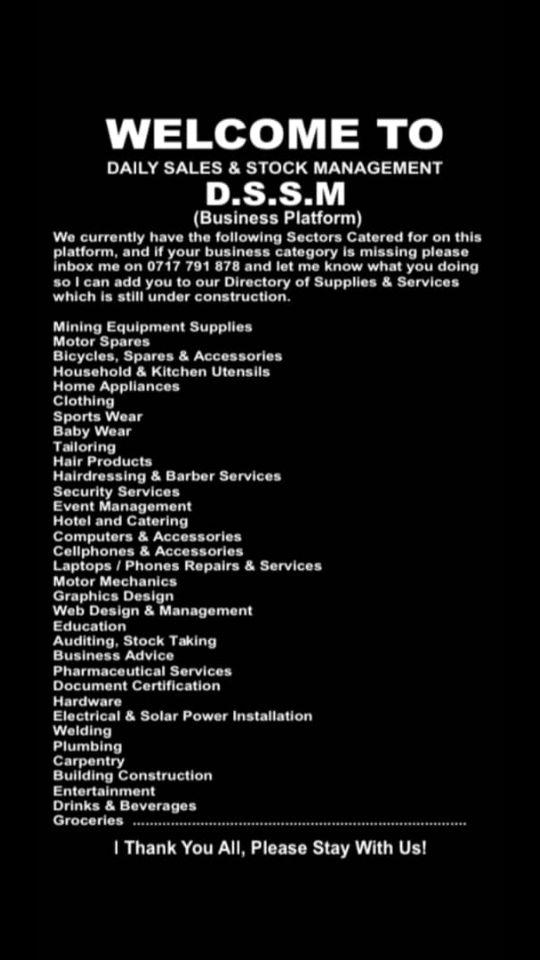 WELCOME TO
DAILY SALES & STOCK MANAGEMENT
D.S.S.M
(Business Platform)
We currently have the following Sectors Catered for on this
platform, and if your business category is missing please
inbox me on 0717 791 878 and let me know what you doing
so I can add you to our Directory of Supplies & Services
which is still under construction.
Mining Equipment Supplies
Motor Spares
Bicycles, Spares & Accessories
Household & Kitchen Utensils
Home Appliances
Clothing
Sports Wear
Baby Wear
Tailoring
Hair Products
Hairdressing & Barber Services
Security Services
Event Management
Hotel and Catering
Computers & Accessories
Cellphones & Accessories
Laptops / Phones Repairs & Services
Motor Mechanics
Graphics Design
Web Design & Management
Education
Auditing, Stock Taking
Business Advice
Pharmaceutical Services
Document Certification
Hardware
Electrical & Solar Power Installation
Welding
Plumbing
Carpentry
Building Construction
Entertainment
Drinks & Beverages
Groceries ................................................................................
I Thank You All, Please Stay With Us!